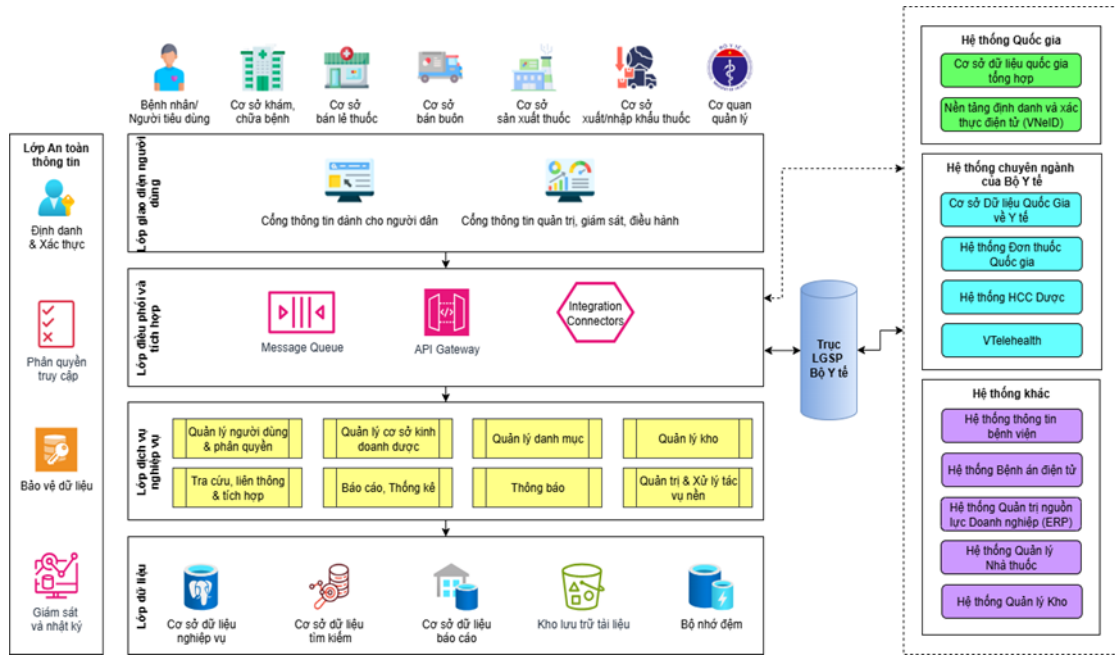 Bệnh nhân/
Người tiêu dùng
Cơ sở khám,
chữa bệnh
Cơ sở
bán lẻ thuốc
Cơ sở
bán buôn
Cơ sở
sản xuất thuốc
BỘ Y TẾ
Cơ sở
xuất/nhập khẩu thuốc
Cơ quan
quản lý
Lớp An toàn
thông tin
Định danh
& Xác thực
Phân quyền
truy cập
Bảo vệ dữ liệu
Giám sát
và nhật ký
Lớp giao diện người
dùng
Cổng thông tin dành cho người dân
Cổng thông tin quản trị, giám sát, điều hành
Lớp điều phối và
tích hợp
Message Queue
API Gateway
Integration
Connectors
Lớp dịch vụ
nghiệp vụ
Quản lý người dùng
& phân quyền
Quản lý cơ sở kinh
doanh dược
Quản lý danh mục
Quản lý kho
Tra cứu, liên thông
& tích hợp
Báo cáo, Thống kê
Thông báo
Quản trị & Xử lý tác
vụ nền
Lớp dữ liệu
Cơ sở dữ liệu
nghiệp vụ
Cơ sở dữ liệu
tìm kiếm
Cơ sở dữ liệu
báo cáo
Kho lưu trữ tài liệu
Bộ nhớ đệm
Trục
LGSP
Bộ Y tế
Hệ thống Quốc gia
Cơ sở dữ liệu quốc gia
tổng hợp
Nền tảng định danh và xác
thực điện tử (VNeID)
Hệ thống chuyên ngành
của Bộ Y tế
Cơ sở Dữ liệu Quốc Gia
về Y tế
Hệ thống Đơn thuốc
Quốc gia
Hệ thống HCC Dược
VTelehealth
Hệ thống khác
Hệ thống thông tin
bệnh viện
Hệ thống Bệnh án điện tử
Hệ thống Quản trị nguồn
lực Doanh nghiệp (ERP)
Hệ thống Quản lý
Nhà thuốc
Hệ thống Quản lý Kho